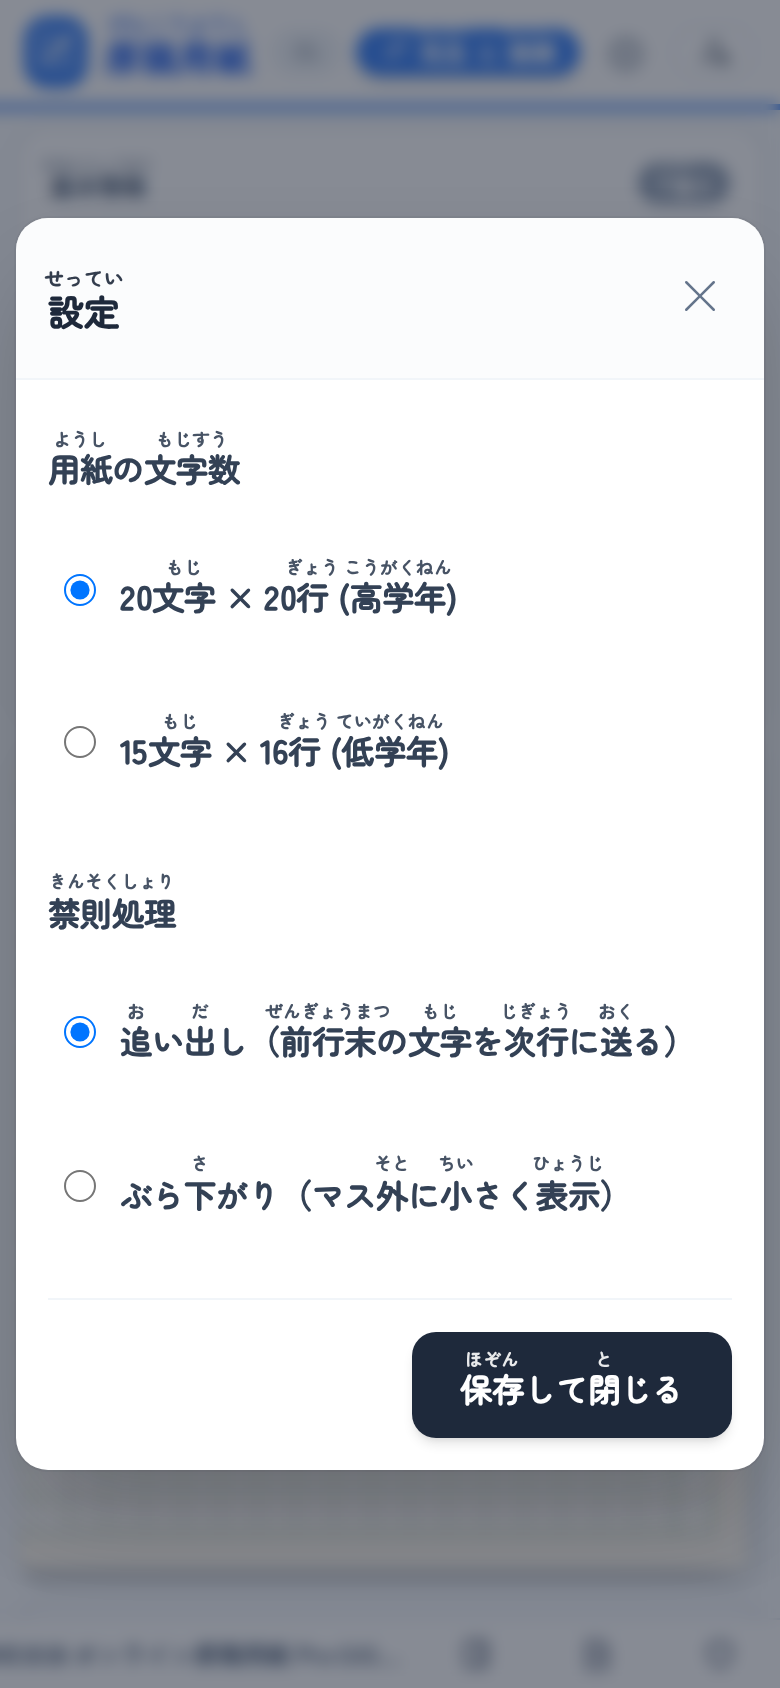 せってい
設定
ようし もじすう
用紙の文字数
もじ ぎょう こうがくねん
20文字 × 20行 (高学年)
もじ ぎょう ていがくねん
15文字 × 16行 (低学年)
きんそくしょり
禁則処理
お だ ぜんぎょうまつ もじ じぎょう おく
追い出し（前行末の文字を次行に送る）
さ そと ちい ひょうじ
ぶら下がり（マス外に小さく表示）
ほぞん と
保存して閉じる